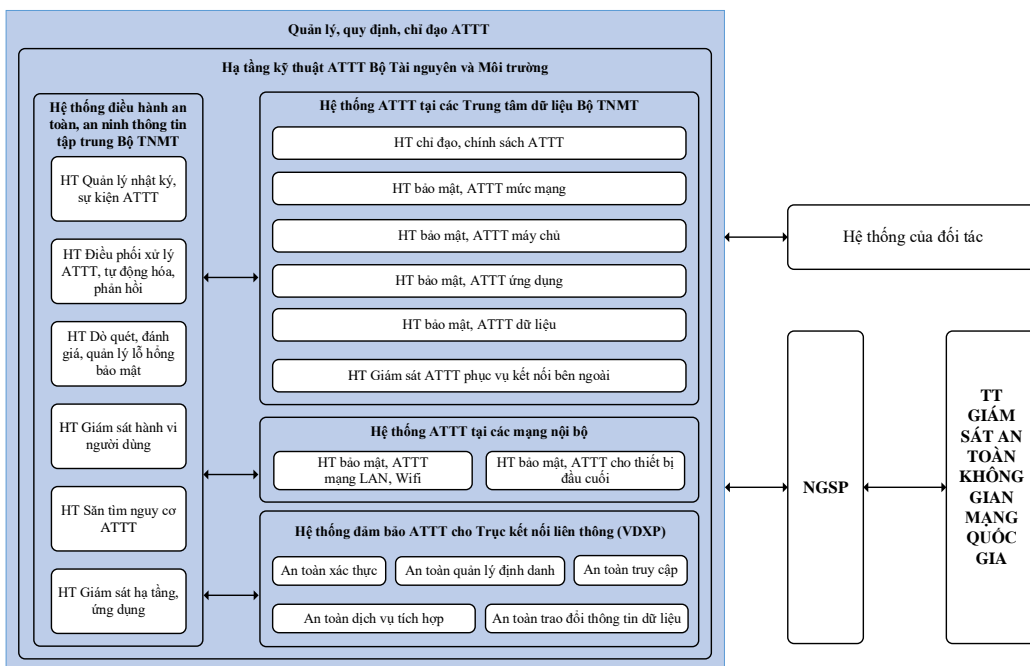 Quản lý, quy định, chỉ đạo ATTT
Hạ tầng kỹ thuật ATTT Bộ Tài nguyên và Môi trường
Hệ thống điều hành an
toàn, an ninh thông tin
tập trung Bộ TNMT
HT Quản lý nhật ký,
sự kiện ATTT
HT Điều phối xử lý
ATTT, tự động hóa,
phản hồi
HT Dò quét, đánh
giá, quản lý lỗ hổng
bảo mật
HT Giám sát hành vi
người dùng
HT Săn tìm nguy cơ
ATTT
HT Giám sát hạ tầng,
ứng dụng
Hệ thống ATTT tại các Trung tâm dữ liệu Bộ TNMT
HT chỉ đạo, chính sách ATTT
HT bảo mật, ATTT mức mạng
HT bảo mật, ATTT máy chủ
HT bảo mật, ATTT ứng dụng
HT bảo mật, ATTT dữ liệu
HT Giám sát ATTT phục vụ kết nối bên ngoài
Hệ thống ATTT tại các mạng nội bộ
HT bảo mật, ATTT
mạng LAN, Wifi
HT bảo mật, ATTT cho thiết bị
đầu cuối
Hệ thống đảm bảo ATTT cho Trục kết nối liên thông (VDXP)
An toàn xác thực
An toàn quản lý định danh
An toàn truy cập
An toàn dịch vụ tích hợp
An toàn trao đổi thông tin dữ liệu
Hệ thống của đối tác
NGSP
TT
GIÁM
SÁT AN
TOÀN
KHÔNG
GIAN
MẠNG
QUỐC
GIA